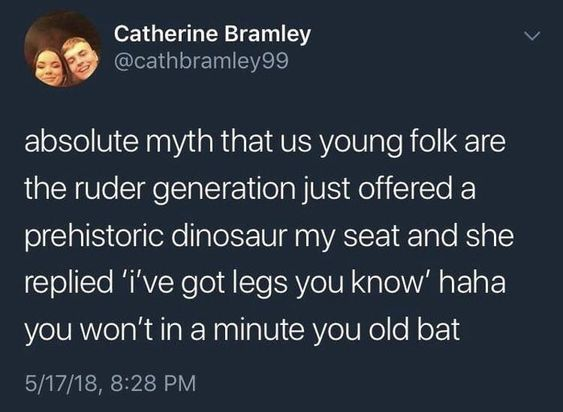 Catherine Bramley
@cathbramley99
absolute myth that us young folk are
the ruder generation just offered a
prehistoric dinosaur my seat and she
replied ‘i’ve got legs you know’ haha
you won’t in a minute you old bat
5/17/18, 8:28 PM